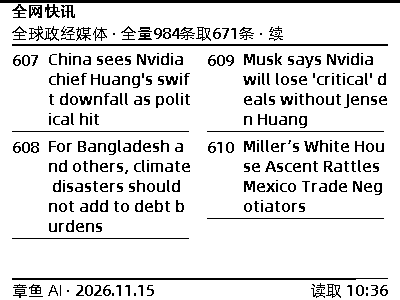 全网快讯
全球政经媒体 · 全量984条取671条 · 续
607 China sees Nvidia
chief Huang's swif
t downfall as polit
ical hit
608 For Bangladesh a
nd others, climate
disasters should
not add to debt b
urdens
609 Musk says Nvidia
will lose 'critical' d
eals without Jense
n Huang
610 Miller’s White Hou
se Ascent Rattles
Mexico Trade Neg
otiators
章鱼 AI · 2026.11.15
读取 10:36